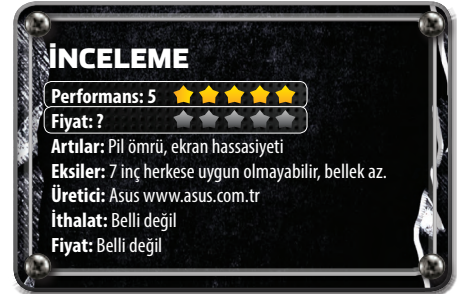 İNCELEME
Performans: 5
Fiyat: ?
Artılar: Pil ömrü, ekran hassasiyeti
Eksiler: 7 inç herkese uygun olmayabilir, bellek az.
Üretici: Asus www.asus.com.tr
İthalat: Belli değil
Fiyat: Belli değil